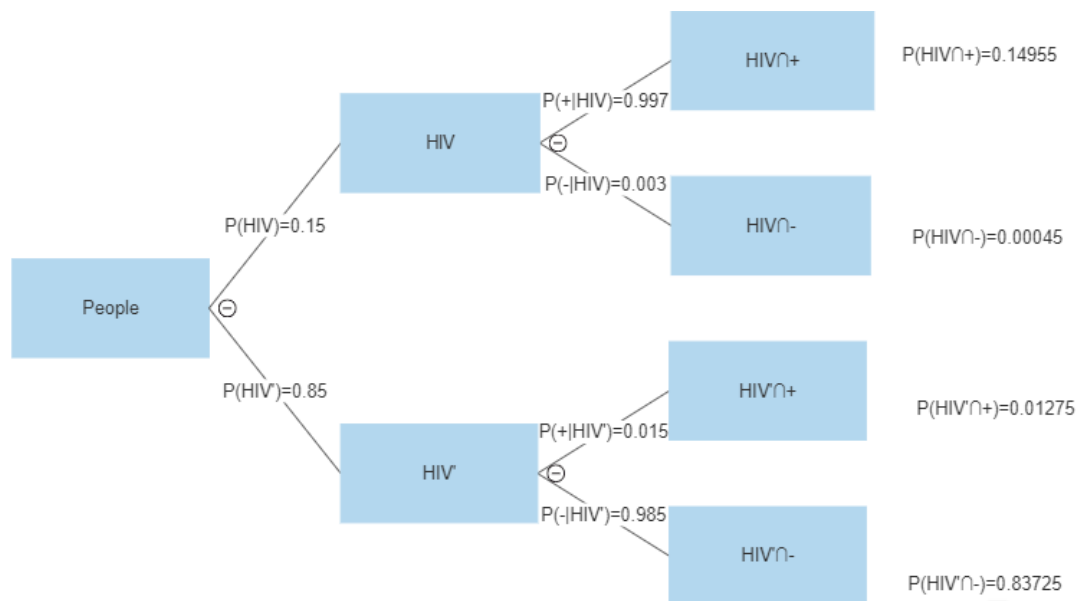 HIV∩+
P(HIV∩+)=0.14955
P(+|HIV)=0.997
HIV
P(-|HIV)=0.003
HIV∩-
P(HIV)=0.15
P(HIV∩-)=0.00045
People
P(HIV')=0.85
HIV'∩+
P(HIV'∩+)=0.01275
P(+|HIV')=0.015
HIV'
P(-|HIV')=0.985
HIV'∩-
P(HIV'∩-)=0.83725